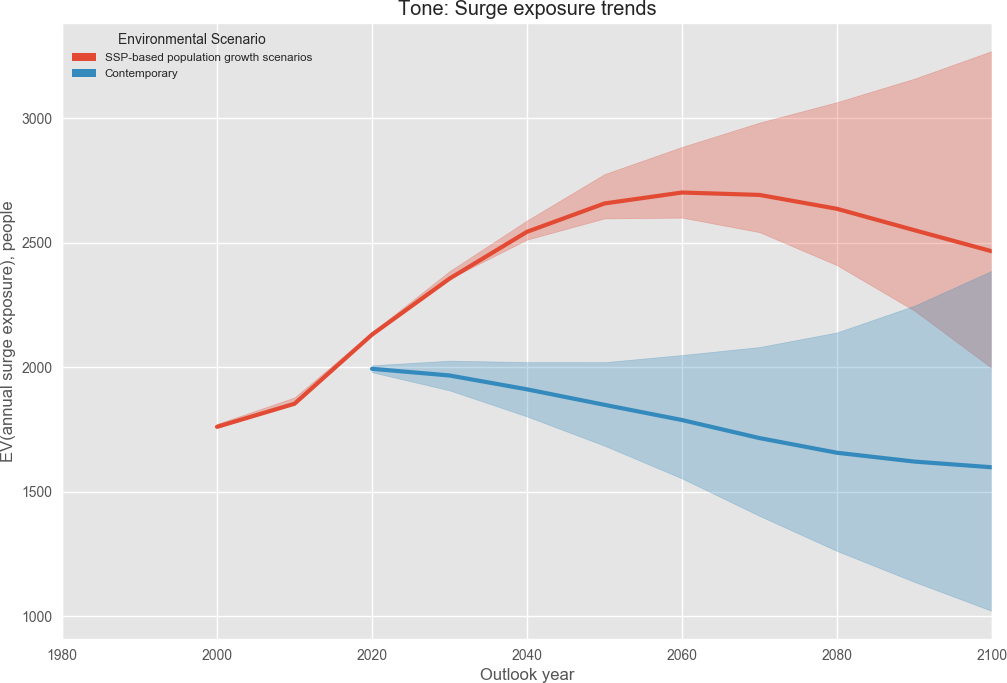 Tone: Surge exposure trends
Environmental Scenario
SSP-based population growth scenarios
Contemporary
EV(annual surge exposure), people
3000
2500
2000
1500
1000
1980 2000 2020 2040 2060 2080 2100
Outlook year